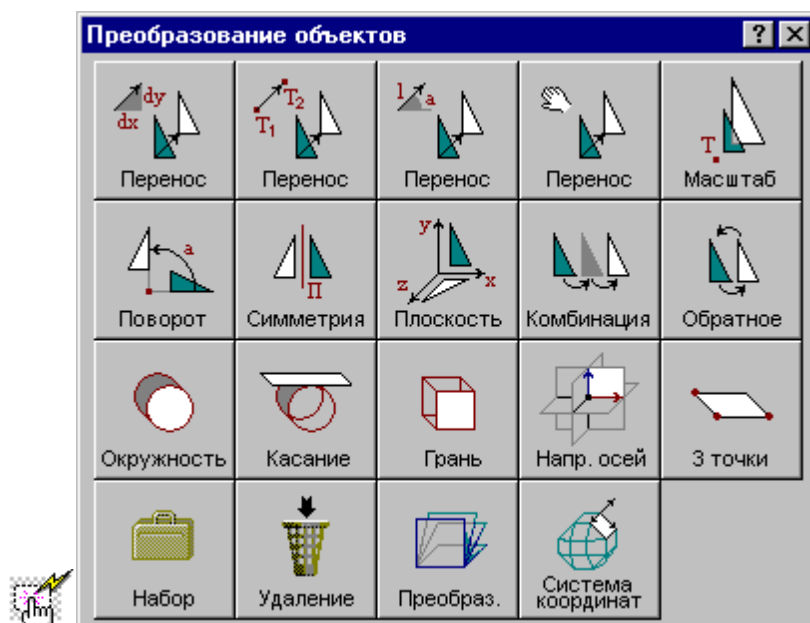 Преобразование объектов
dy
dx
T1
T2
l
a
T
Перенос
Перенос
Перенос
Перенос
Масштаб
a
П
y
z
x
Поворот
Симметрия
Плоскость
Комбинация
Обратное
Окружность
Касание
Грань
Напр. осей
3 точки
Набор
Удаление
Преобраз.
Система
координат